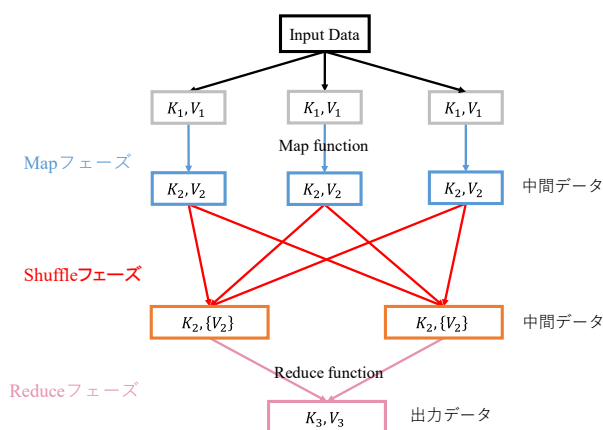 Input Data
K₁,V₁
K₁,V₁
K₁,V₁
Map function
Mapフェーズ
K₂,V₂
K₂,V₂
K₂,V₂
中間データ
Shuffleフェーズ
K₂,{V₂}
K₂,{V₂}
中間データ
Reduce function
Reduceフェーズ
K₃,V₃
出力データ